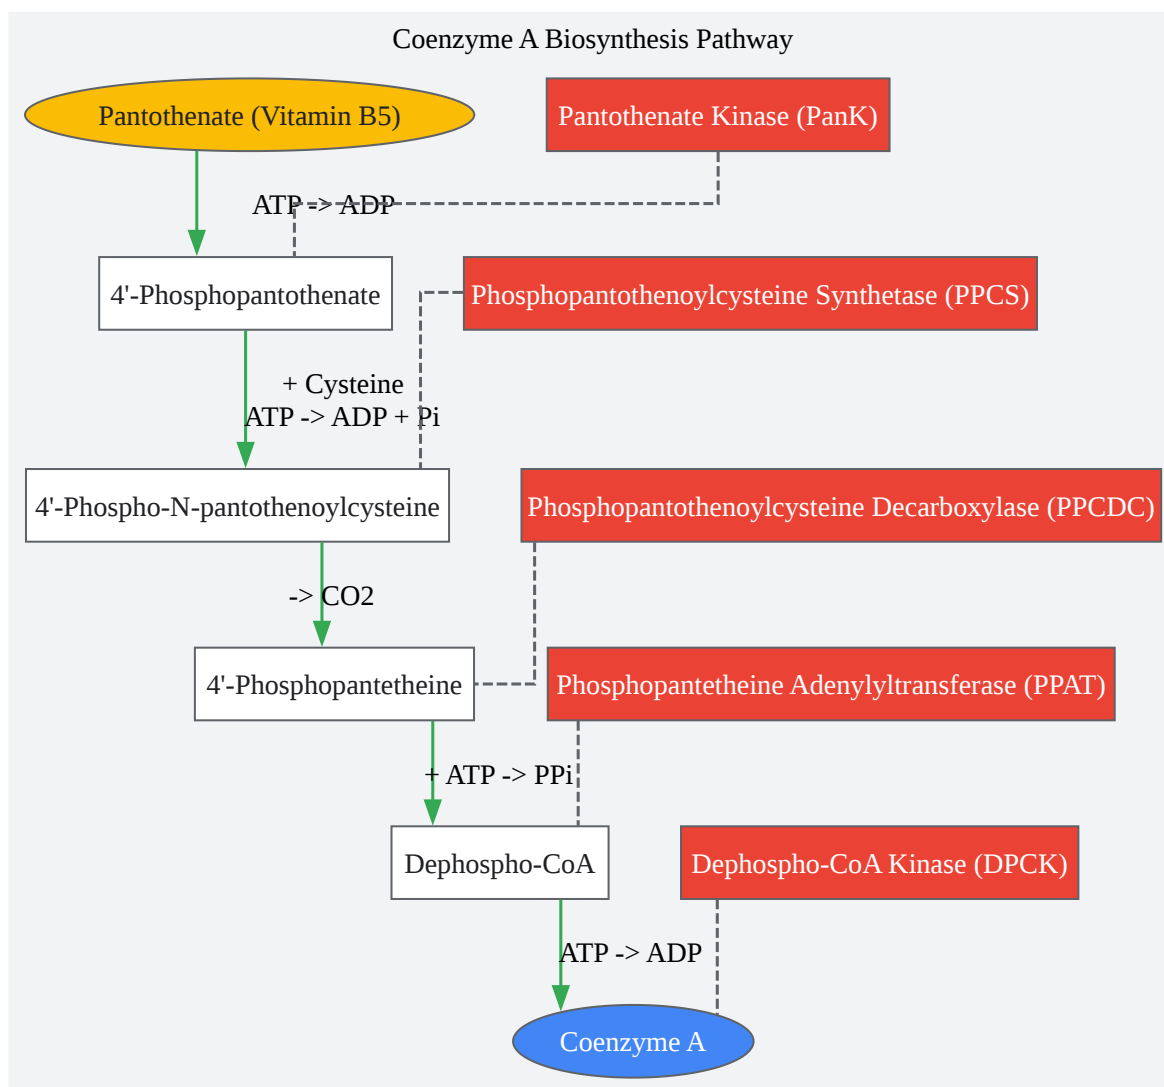 Coenzyme A Biosynthesis Pathway
Pantothenate (Vitamin B5)
Pantothenate Kinase (PanK)
ATP -> ADP
4'-Phosphopantothenate
Phosphopantothenoylcysteine Synthetase (PPCS)
+ Cysteine
ATP -> ADP + Pi
4'-Phospho-N-pantothenoylcysteine
Phosphopantothenoylcysteine Decarboxylase (PPCDC)
-> CO2
4'-Phosphopantetheine
Phosphopantetheine Adenylyltransferase (PPAT)
+ ATP -> PPi
Dephospho-CoA
Dephospho-CoA Kinase (DPCK)
ATP -> ADP
Coenzyme A